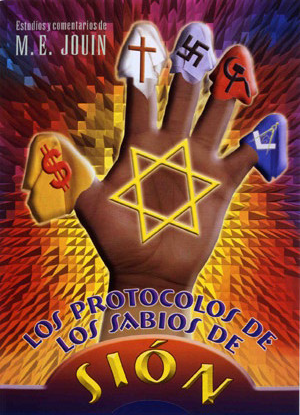 Estudios y comentarios de
M. E. JOUIN
$
LOS PROTOCOLOS DE
LOS SABIOS DE
SIÓN